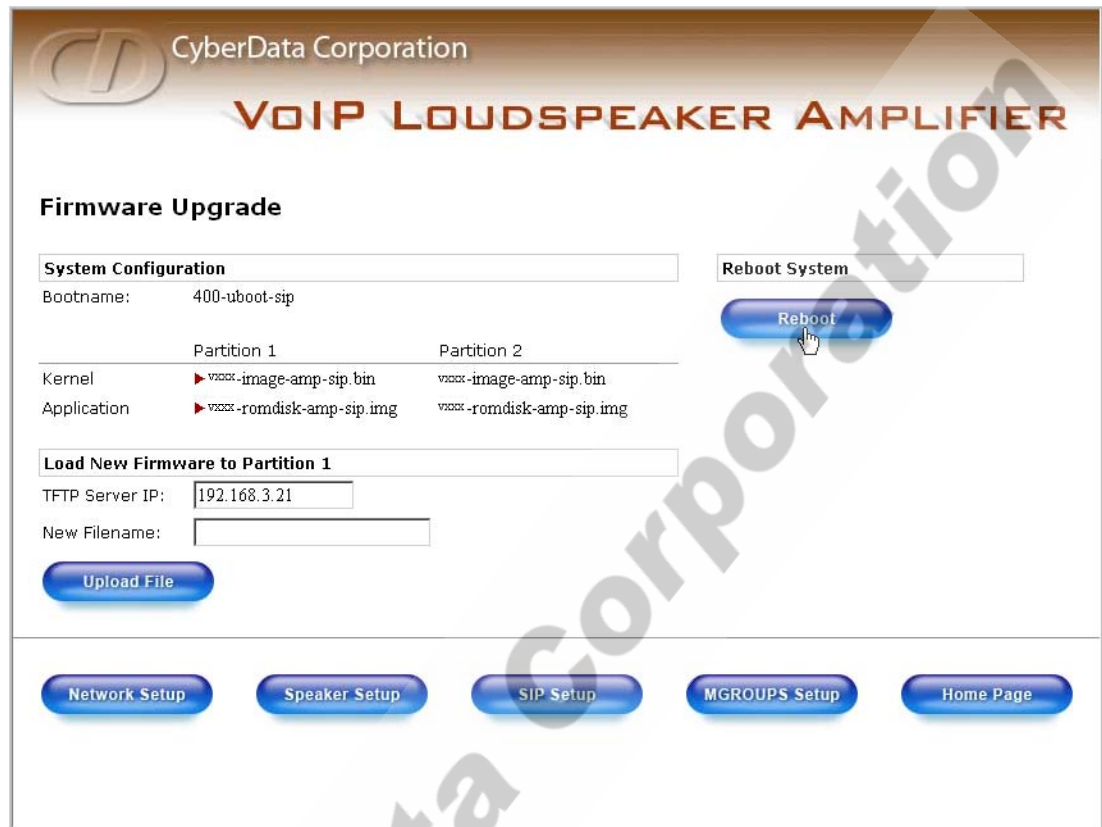 CyberData Corporation
VoIP Loudspeaker Amplifier
Firmware Upgrade
System Configuration
Bootname: 400-uboot-sip
Partition 1 Partition 2
Kernel vxxx-image-amp-sip.bin vxxx-image-amp-sip.bin
Application vxxx-romdisk-amp-sip.img vxxx-romdisk-amp-sip.img
Load New Firmware to Partition 1
TFTP Server IP: 192.168.3.21
New Filename:
Upload File
Reboot System
Reboot
Network Setup Speaker Setup SIP Setup MGROUPS Setup Home Page
ta Corporation